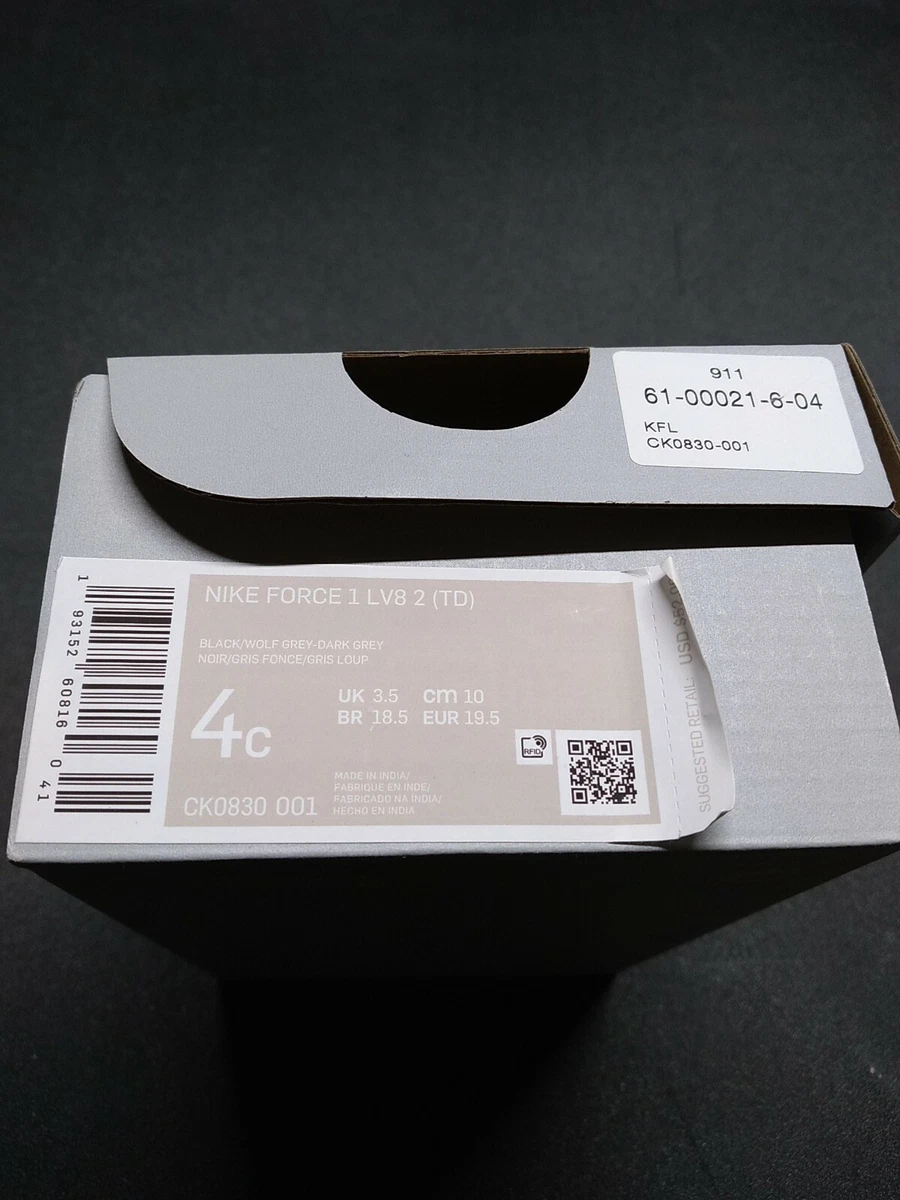 911
61-00021-6-04
KFL
CK0830-001
NIKE FORCE 1 LV8 2 (TD)
BLACK/WOLF GREY-DARK GREY
NOIR/GRIS FONCE/GRIS LOUP
4C
UK 3.5 cm 10
BR 18.5 EUR 19.5
RFID
MADE IN INDIA/
FABRIQUE EN INDE/
FABRICADO NA INDIA/
HECHO EN INDIA
CK0830 001
1 93152 60816 0 41
SUGGESTED RETAIL: USD